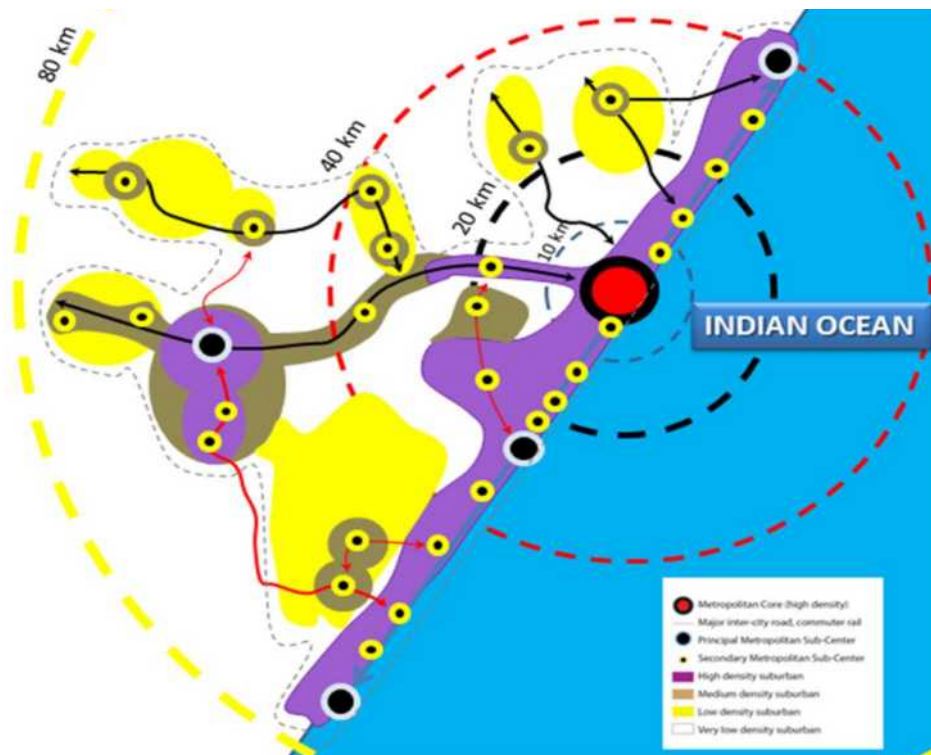 80 km
40 km
20 km
10 km
INDIAN OCEAN
Metropolitan Core (high density)
Major inter-city road, commuter rail
Principal Metropolitan Sub-Center
Secondary Metropolitan Sub-Center
High density suburban
Medium density suburban
Low density suburban
Very low density suburban